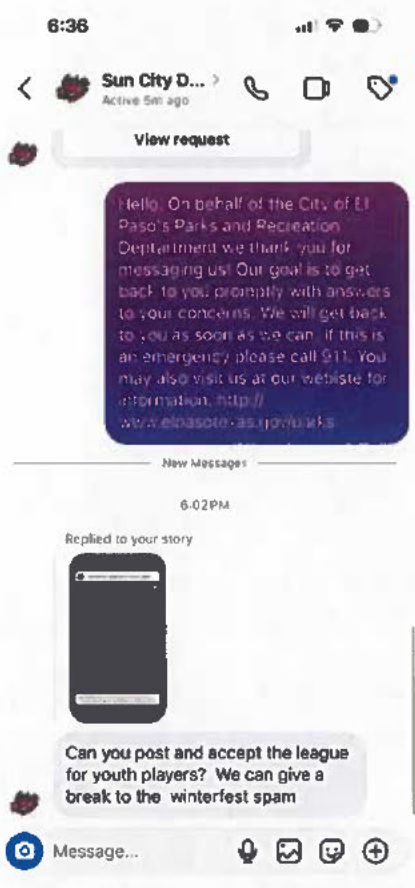 6:36
Sun City D... >
Active 5m ago
View request
Hello. On behalf of the City of El
Paso's Parks and Recreation
Deptartment we thank you for
messaging us! Our goal is to get
back to you promptly with answers
to your concerns. We will get back
to you as soon as we can. If this is
an emergency please call 911. You
may also visit us at our webiste for
information. http://
New Messages
6:02 PM
Replied to your story
Can you post and accept the league
for youth players? We can give a
break to the winterfest spam
Message...